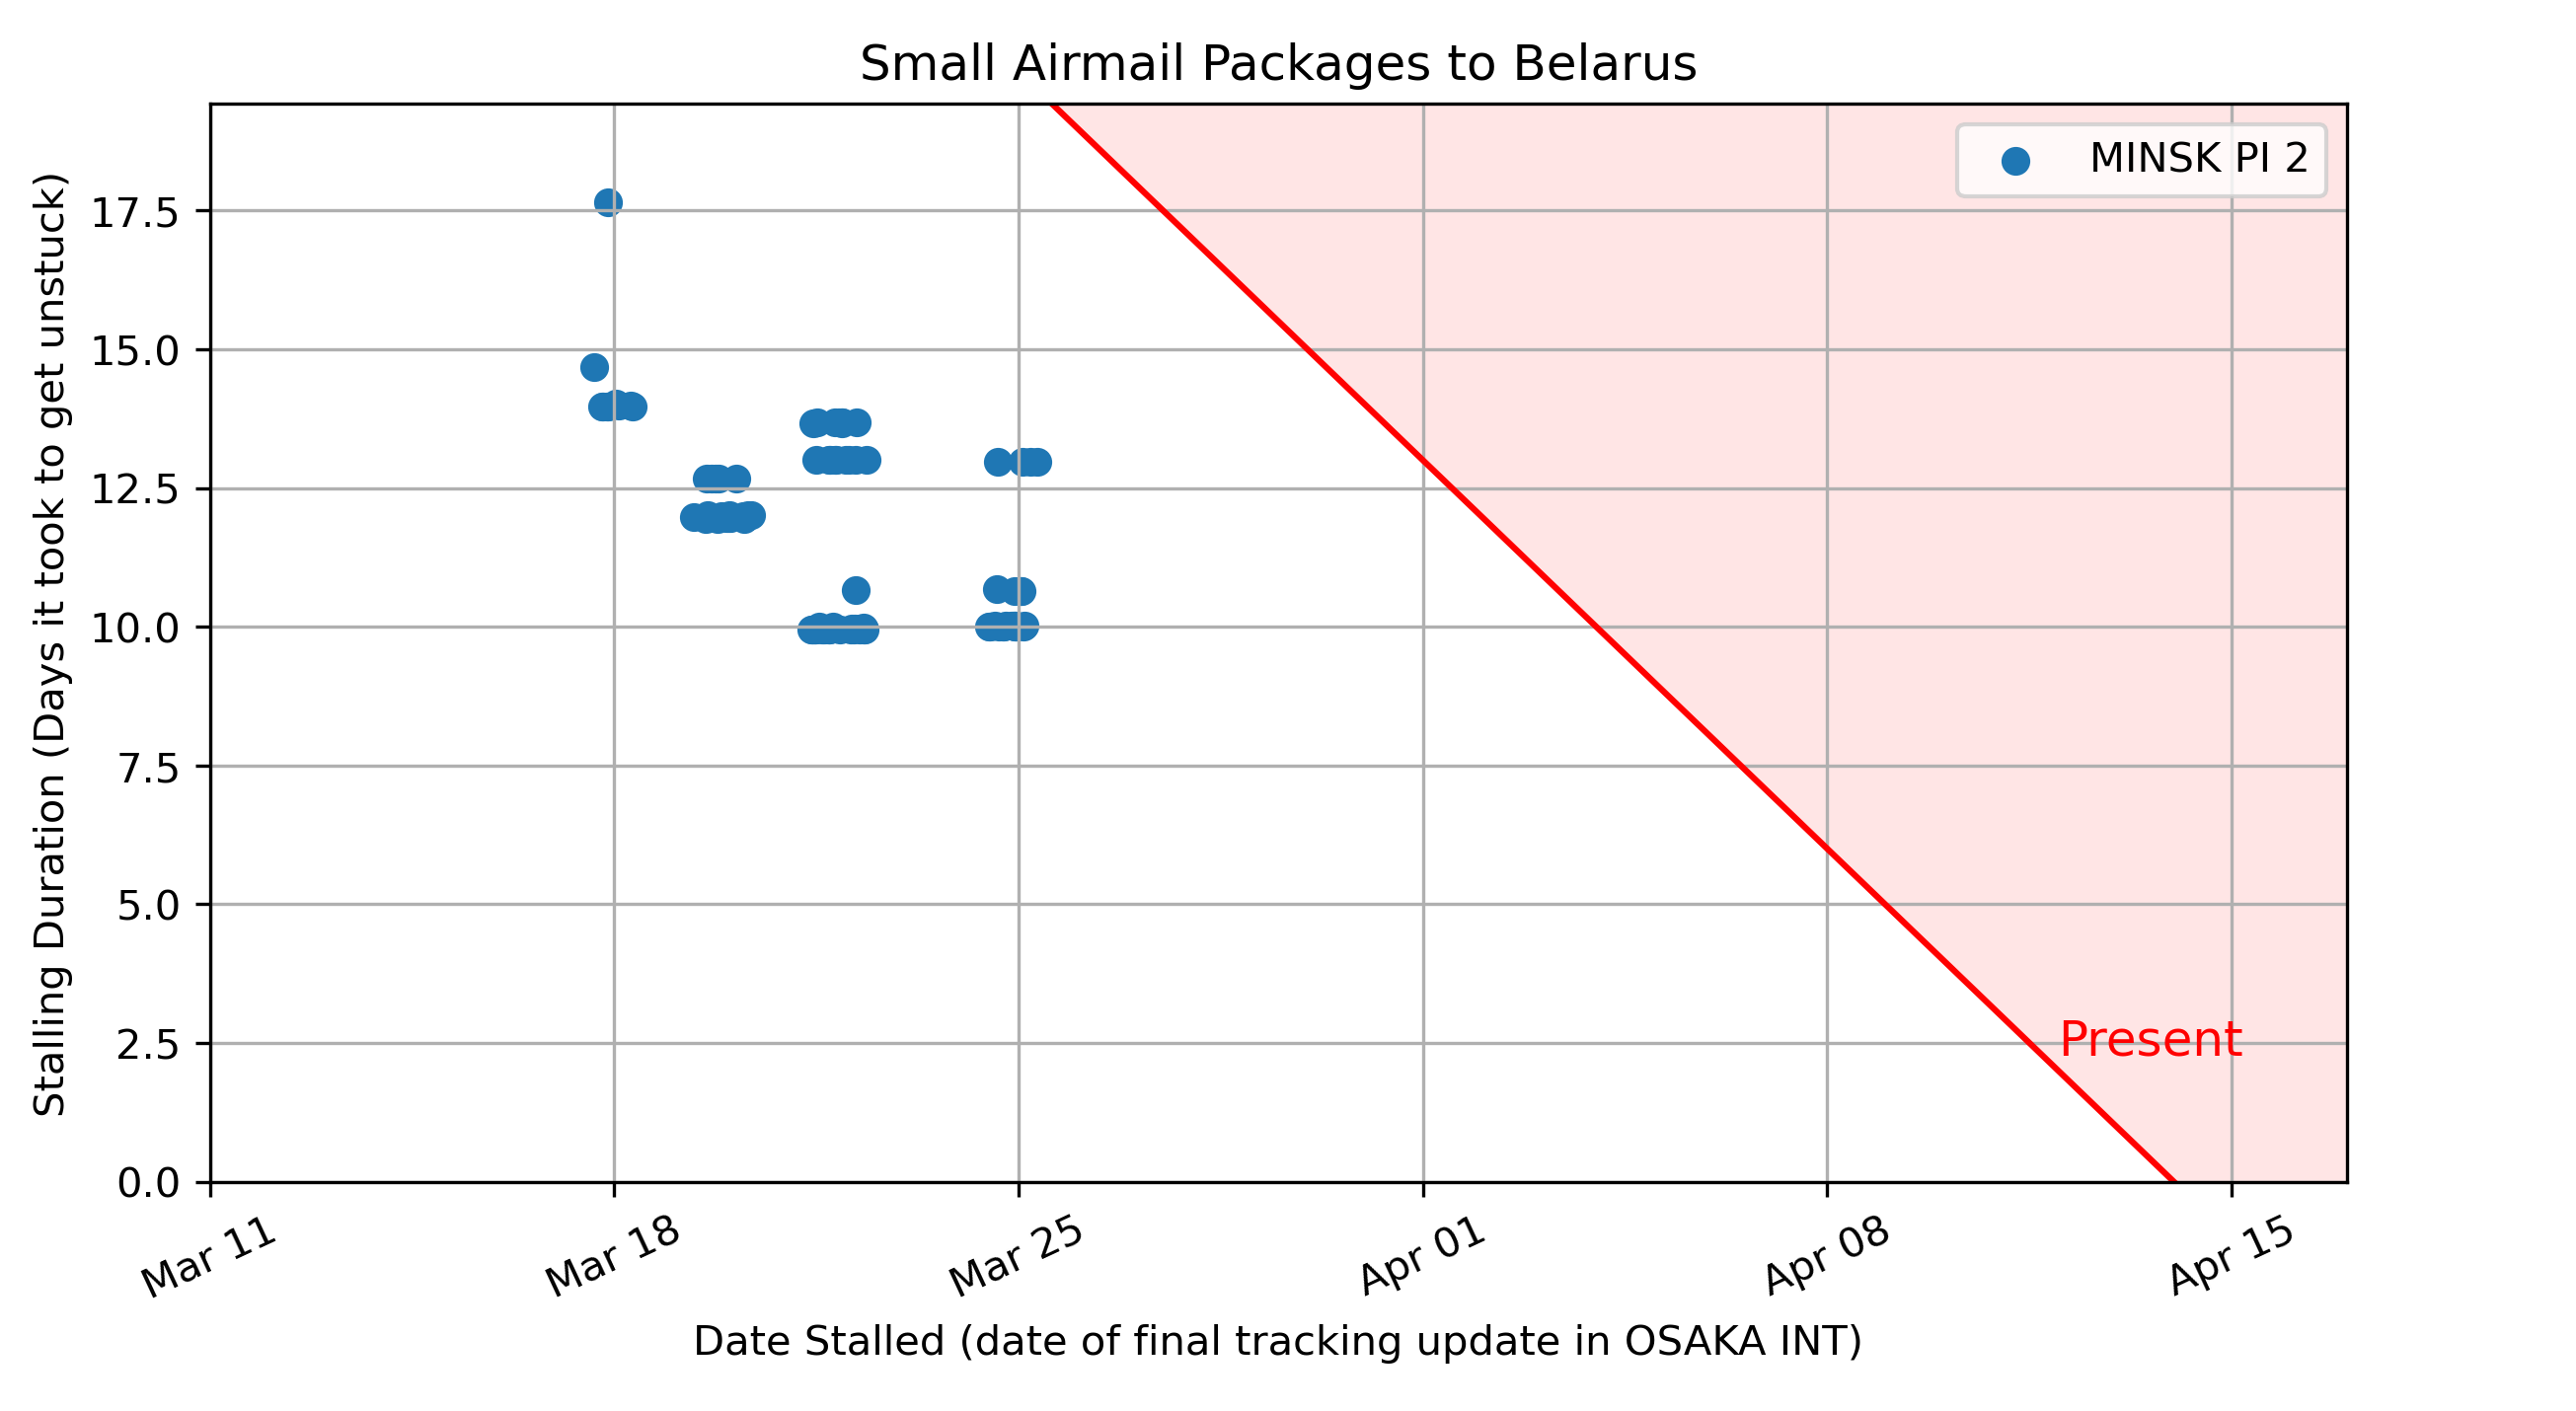 Small Airmail Packages to Belarus
MINSK PI 2
Stalling Duration (Days it took to get unstuck)
17.5
15.0
12.5
10.0
7.5
5.0
2.5
0.0
Present
Mar 11
Mar 18
Mar 25
Apr 01
Apr 08
Apr 15
Date Stalled (date of final tracking update in OSAKA INT)